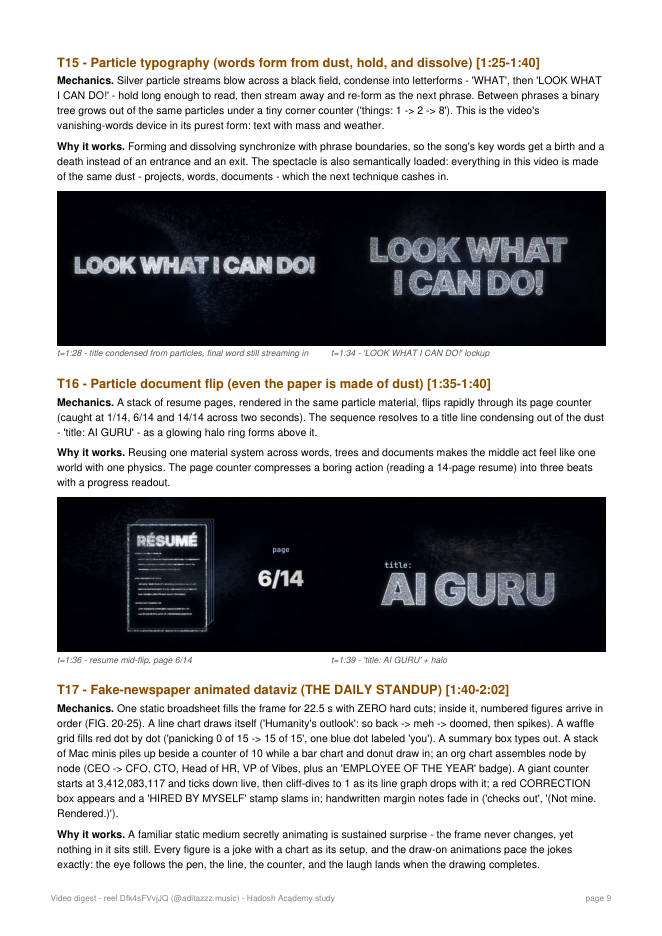 T15 - Particle typography (words form from dust, hold, and dissolve) [1:25-1:40]
Mechanics. Silver particle streams blow across a black field, condense into letterforms - 'WHAT', then 'LOOK WHAT
I CAN DO!' - hold long enough to read, then stream away and re-form as the next phrase. Between phrases a binary
tree grows out of the same particles under a tiny corner counter ('things: 1 -> 2 -> 8'). This is the video's
vanishing-words device in its purest form: text with mass and weather.
Why it works. Forming and dissolving synchronize with phrase boundaries, so the song's key words get a birth and a
death instead of an entrance and an exit. The spectacle is also semantically loaded: everything in this video is made
of the same dust - projects, words, documents - which the next technique cashes in.
LOOK WHAT I CAN DO!
LOOK WHAT
I CAN DO!
t=1:28 - title condensed from particles, final word still streaming in
t=1:34 - 'LOOK WHAT I CAN DO!' lockup
T16 - Particle document flip (even the paper is made of dust) [1:35-1:40]
Mechanics. A stack of resume pages, rendered in the same particle material, flips rapidly through its page counter
(caught at 1/14, 6/14 and 14/14 across two seconds). The sequence resolves to a title line condensing out of the dust
- 'title: AI GURU' - as a glowing halo ring forms above it.
Why it works. Reusing one material system across words, trees and documents makes the middle act feel like one
world with one physics. The page counter compresses a boring action (reading a 14-page resume) into three beats
with a progress readout.
RÉSUMÉ
page
6/14
title:
AI GURU
t=1:36 - resume mid-flip, page 6/14
t=1:39 - 'title: AI GURU' + halo
T17 - Fake-newspaper animated dataviz (THE DAILY STANDUP) [1:40-2:02]
Mechanics. One static broadsheet fills the frame for 22.5 s with ZERO hard cuts; inside it, numbered figures arrive in
order (FIG. 20-25). A line chart draws itself ('Humanity's outlook': so back -> meh -> doomed, then spikes). A waffle
grid fills red dot by dot ('panicking 0 of 15 -> 15 of 15', one blue dot labeled 'you'). A summary box types out. A stack
of Mac minis piles up beside a counter of 10 while a bar chart and donut draw in; an org chart assembles node by
node (CEO -> CFO, CTO, Head of HR, VP of Vibes, plus an 'EMPLOYEE OF THE YEAR' badge). A giant counter
starts at 3,412,083,117 and ticks down live, then cliff-dives to 1 as its line graph drops with it; a red CORRECTION
box appears and a 'HIRED BY MYSELF' stamp slams in; handwritten margin notes fade in ('checks out', '(Not mine.
Rendered.)').
Why it works. A familiar static medium secretly animating is sustained surprise - the frame never changes, yet
nothing in it sits still. Every figure is a joke with a chart as its setup, and the draw-on animations pace the jokes
exactly: the eye follows the pen, the line, the counter, and the laugh lands when the drawing completes.
Video digest - reel Dfk4sFVvjJQ (@aditazzz.music) - Hadosh Academy study
page 9